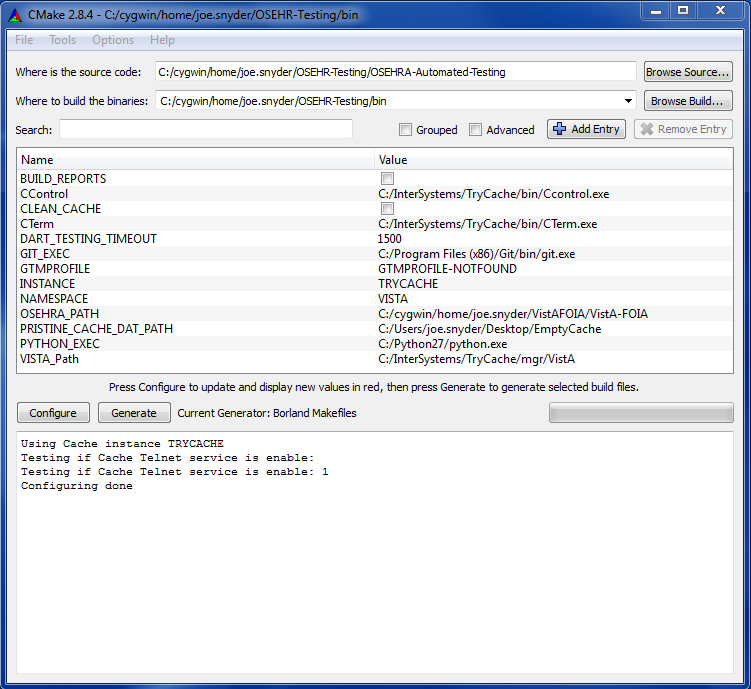 CMake 2.8.4 - C:/cygwin/home/joe.snyder/OSEHR-Testing/bin
File Tools Options Help
Where is the source code: C:/cygwin/home/joe.snyder/OSEHR-Testing/OSEHRA-Automated-Testing Browse Source...
Where to build the binaries: C:/cygwin/home/joe.snyder/OSEHR-Testing/bin Browse Build...
Search: Grouped Advanced Add Entry Remove Entry
Name Value
BUILD_REPORTS
CControl C:/InterSystems/TryCache/bin/Ccontrol.exe
CLEAN_CACHE
CTerm C:/InterSystems/TryCache/bin/CTerm.exe
DART_TESTING_TIMEOUT 1500
GIT_EXEC C:/Program Files (x86)/Git/bin/git.exe
GTMPROFILE GTMPROFILE-NOTFOUND
INSTANCE TRYCACHE
NAMESPACE VISTA
OSEHRA_PATH C:/cygwin/home/joe.snyder/VistAFOIA/VistA-FOIA
PRISTINE_CACHE_DAT_PATH C:/Users/joe.snyder/Desktop/EmptyCache
PYTHON_EXEC C:/Python27/python.exe
VISTA_Path C:/InterSystems/TryCache/mgr/VistA
Press Configure to update and display new values in red, then press Generate to generate selected build files.
Configure Generate Current Generator: Borland Makefiles
Using Cache instance TRYCACHE
Testing if Cache Telnet service is enable:
Testing if Cache Telnet service is enable: 1
Configuring done